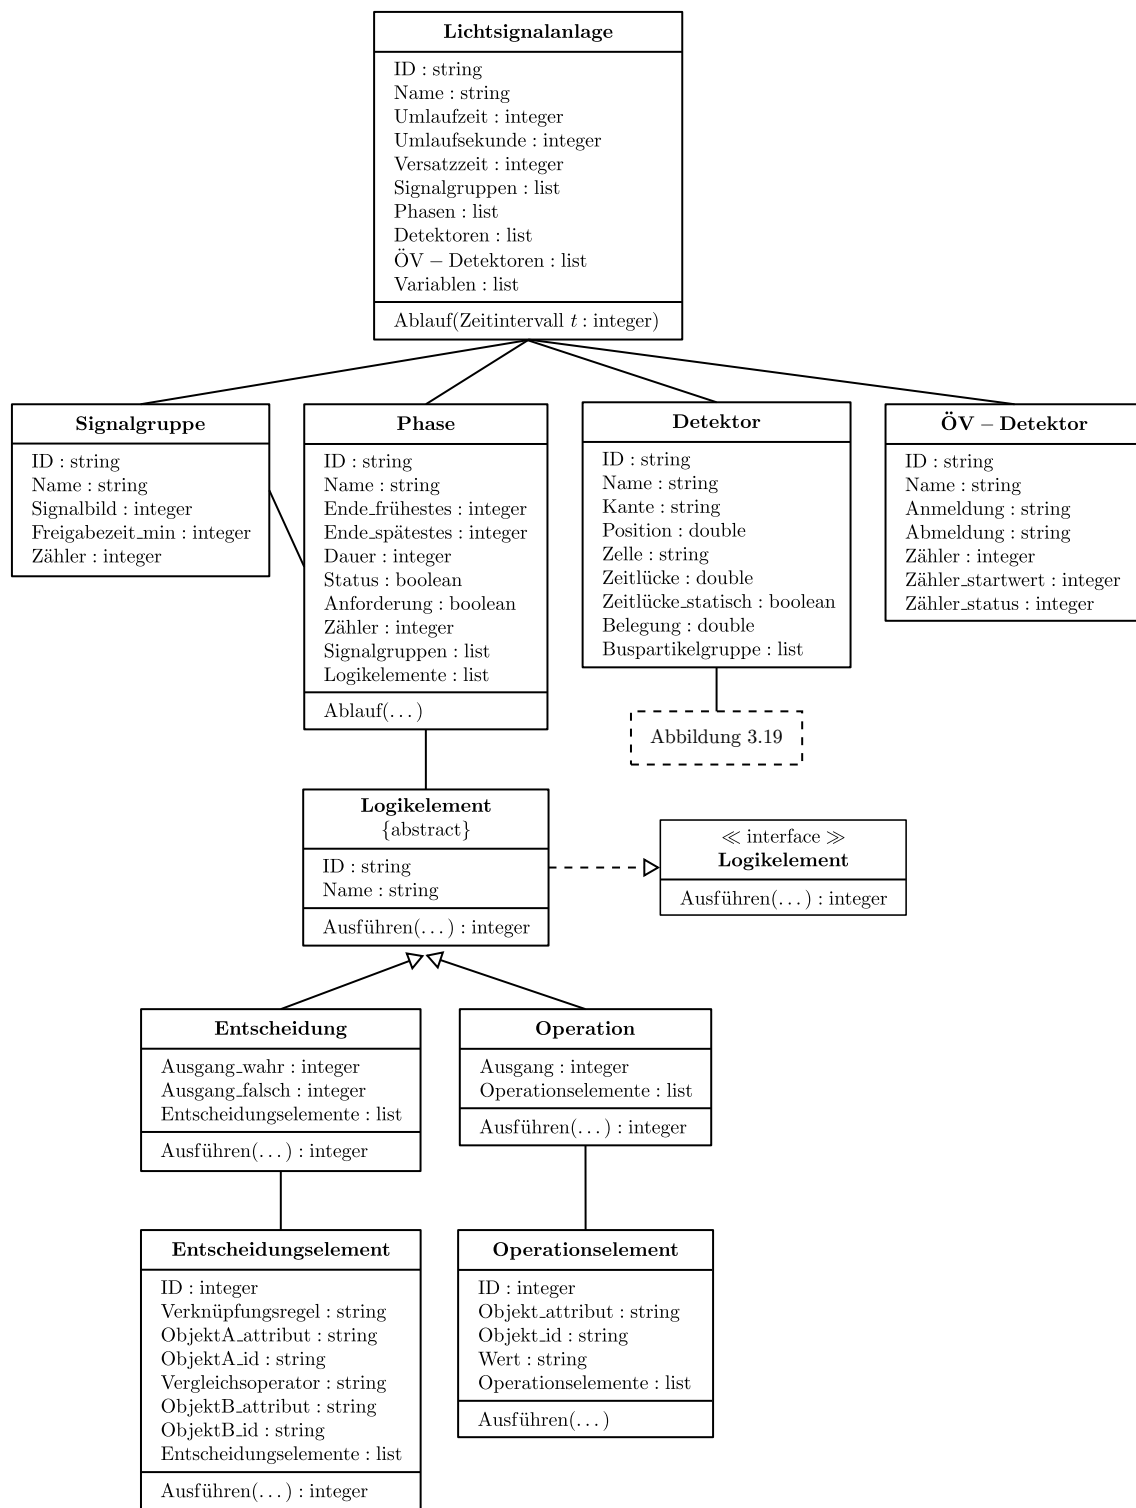 Lichtsignalanlage
ID : string
Name : string
Umlaufzeit : integer
Umlaufsekunde : integer
Versatzzeit : integer
Signalgruppen : list
Phasen : list
Detektoren : list
ÖV – Detektoren : list
Variablen : list
Ablauf(Zeitintervall t : integer)
Signalgruppe
ID : string
Name : string
Signalbild : integer
Freigabezeit_min : integer
Zähler : integer
Phase
ID : string
Name : string
Ende_frühestes : integer
Ende_spätestes : integer
Dauer : integer
Status : boolean
Anforderung : boolean
Zähler : integer
Signalgruppen : list
Logikelemente : list
Ablauf(...)
Detektor
ID : string
Name : string
Kante : string
Position : double
Zelle : string
Zeitlücke : double
Zeitlücke_statisch : boolean
Belegung : double
Buspartikelgruppe : list
ÖV – Detektor
ID : string
Name : string
Anmeldung : string
Abmeldung : string
Zähler : integer
Zähler_startwert : integer
Zähler_status : integer
Abbildung 3.19
Logikelement
{abstract}
ID : string
Name : string
Ausführen(...) : integer
≪ interface ≫
Logikelement
Ausführen(...) : integer
Entscheidung
Ausgang_wahr : integer
Ausgang_falsch : integer
Entscheidungselemente : list
Ausführen(...) : integer
Operation
Ausgang : integer
Operationselemente : list
Ausführen(...) : integer
Entscheidungselement
ID : integer
Verknüpfungsregel : string
ObjektA_attribut : string
ObjektA_id : string
Vergleichsoperator : string
ObjektB_attribut : string
ObjektB_id : string
Entscheidungselemente : list
Ausführen(...) : integer
Operationselement
ID : integer
Objekt_attribut : string
Objekt_id : string
Wert : string
Operationselemente : list
Ausführen(...)